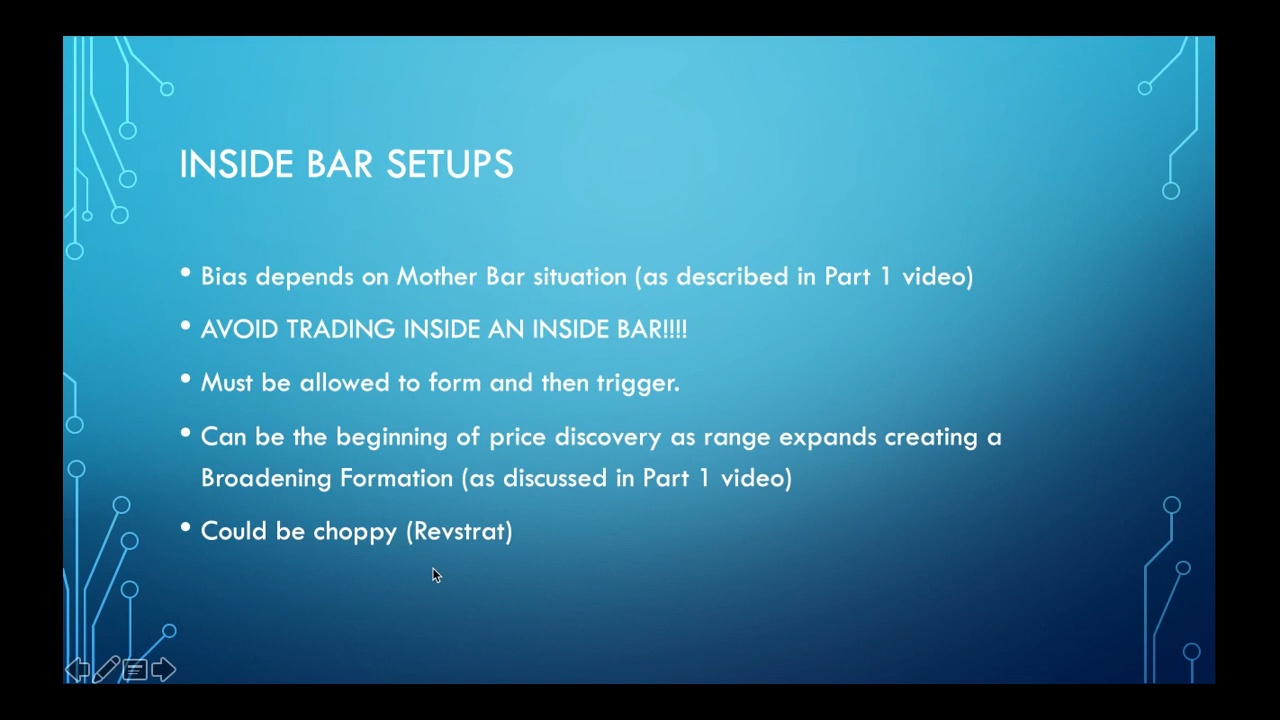 INSIDE BAR SETUPS
• Bias depends on Mother Bar situation (as described in Part 1 video)
• AVOID TRADING INSIDE AN INSIDE BAR!!!!
• Must be allowed to form and then trigger.
• Can be the beginning of price discovery as range expands creating a
Broadening Formation (as discussed in Part 1 video)
• Could be choppy (Revstrat)